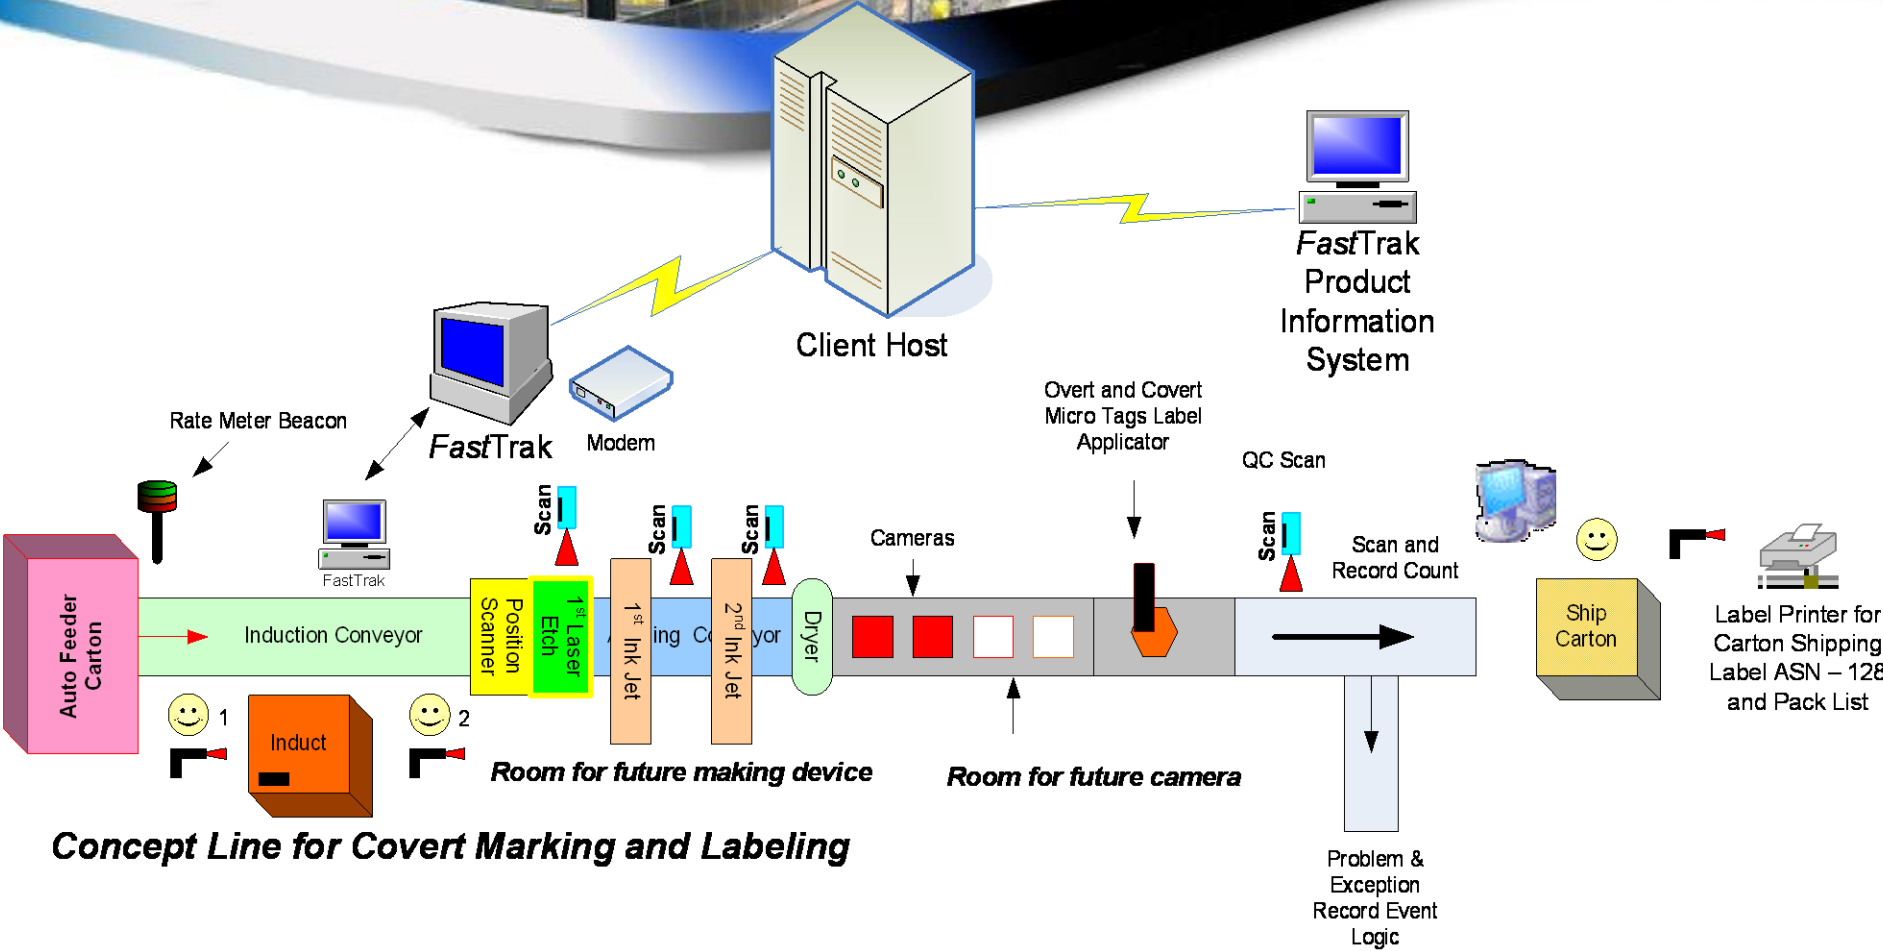 Client Host
FastTrak
Product
Information
System
FastTrak
Modem
Rate Meter Beacon
Overt and Covert
Micro Tags Label
Applicator
QC Scan
Scan
Scan
Scan
Cameras
Scan
Scan and
Record Count
FastTrak
Auto Feeder
Carton
Induction Conveyor
Position
Scanner
1st Laser
Etch
1st Ink Jet
2nd Ink Jet
Dryer
Ship
Carton
Label Printer for
Carton Shipping
Label ASN – 128
and Pack List
1
Induct
2
Room for future making device
Room for future camera
Concept Line for Covert Marking and Labeling
Problem &
Exception
Record Event
Logic